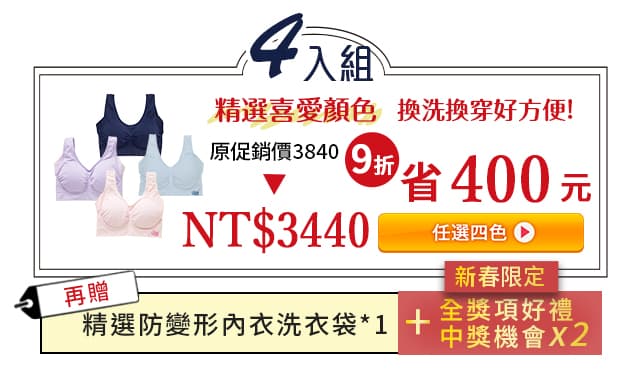 4入組
精選喜愛顏色 換洗換穿好方便!
原促銷價3840
9折
省400元
NT$3440
任選四色
新春限定
再贈
精選防變形內衣洗衣袋*1
+
全獎項好禮
中獎機會X2